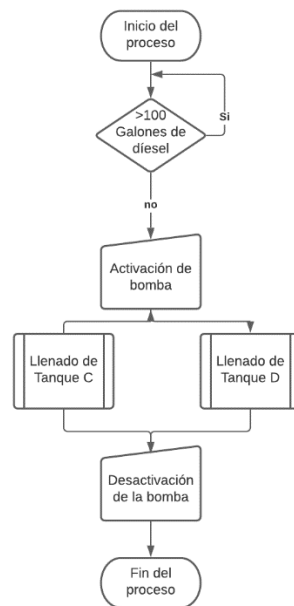 Inicio del
proceso
>100
Galones de
díesel
Si
no
Activación de
bomba
Llenado de
Tanque C
Llenado de
Tanque D
Desactivación
de la bomba
Fin del
proceso